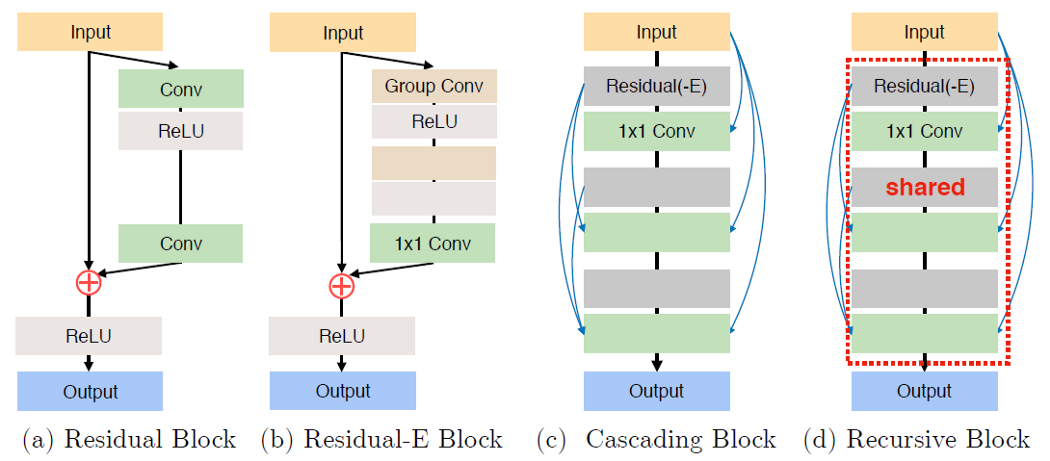 Input
Conv
ReLU
Conv
ReLU
Output
(a) Residual Block
Input
Group Conv
ReLU
1x1 Conv
ReLU
Output
(b) Residual-E Block
Input
Residual(-E)
1x1 Conv
Output
(c) Cascading Block
Input
Residual(-E)
1x1 Conv
shared
Output
(d) Recursive Block